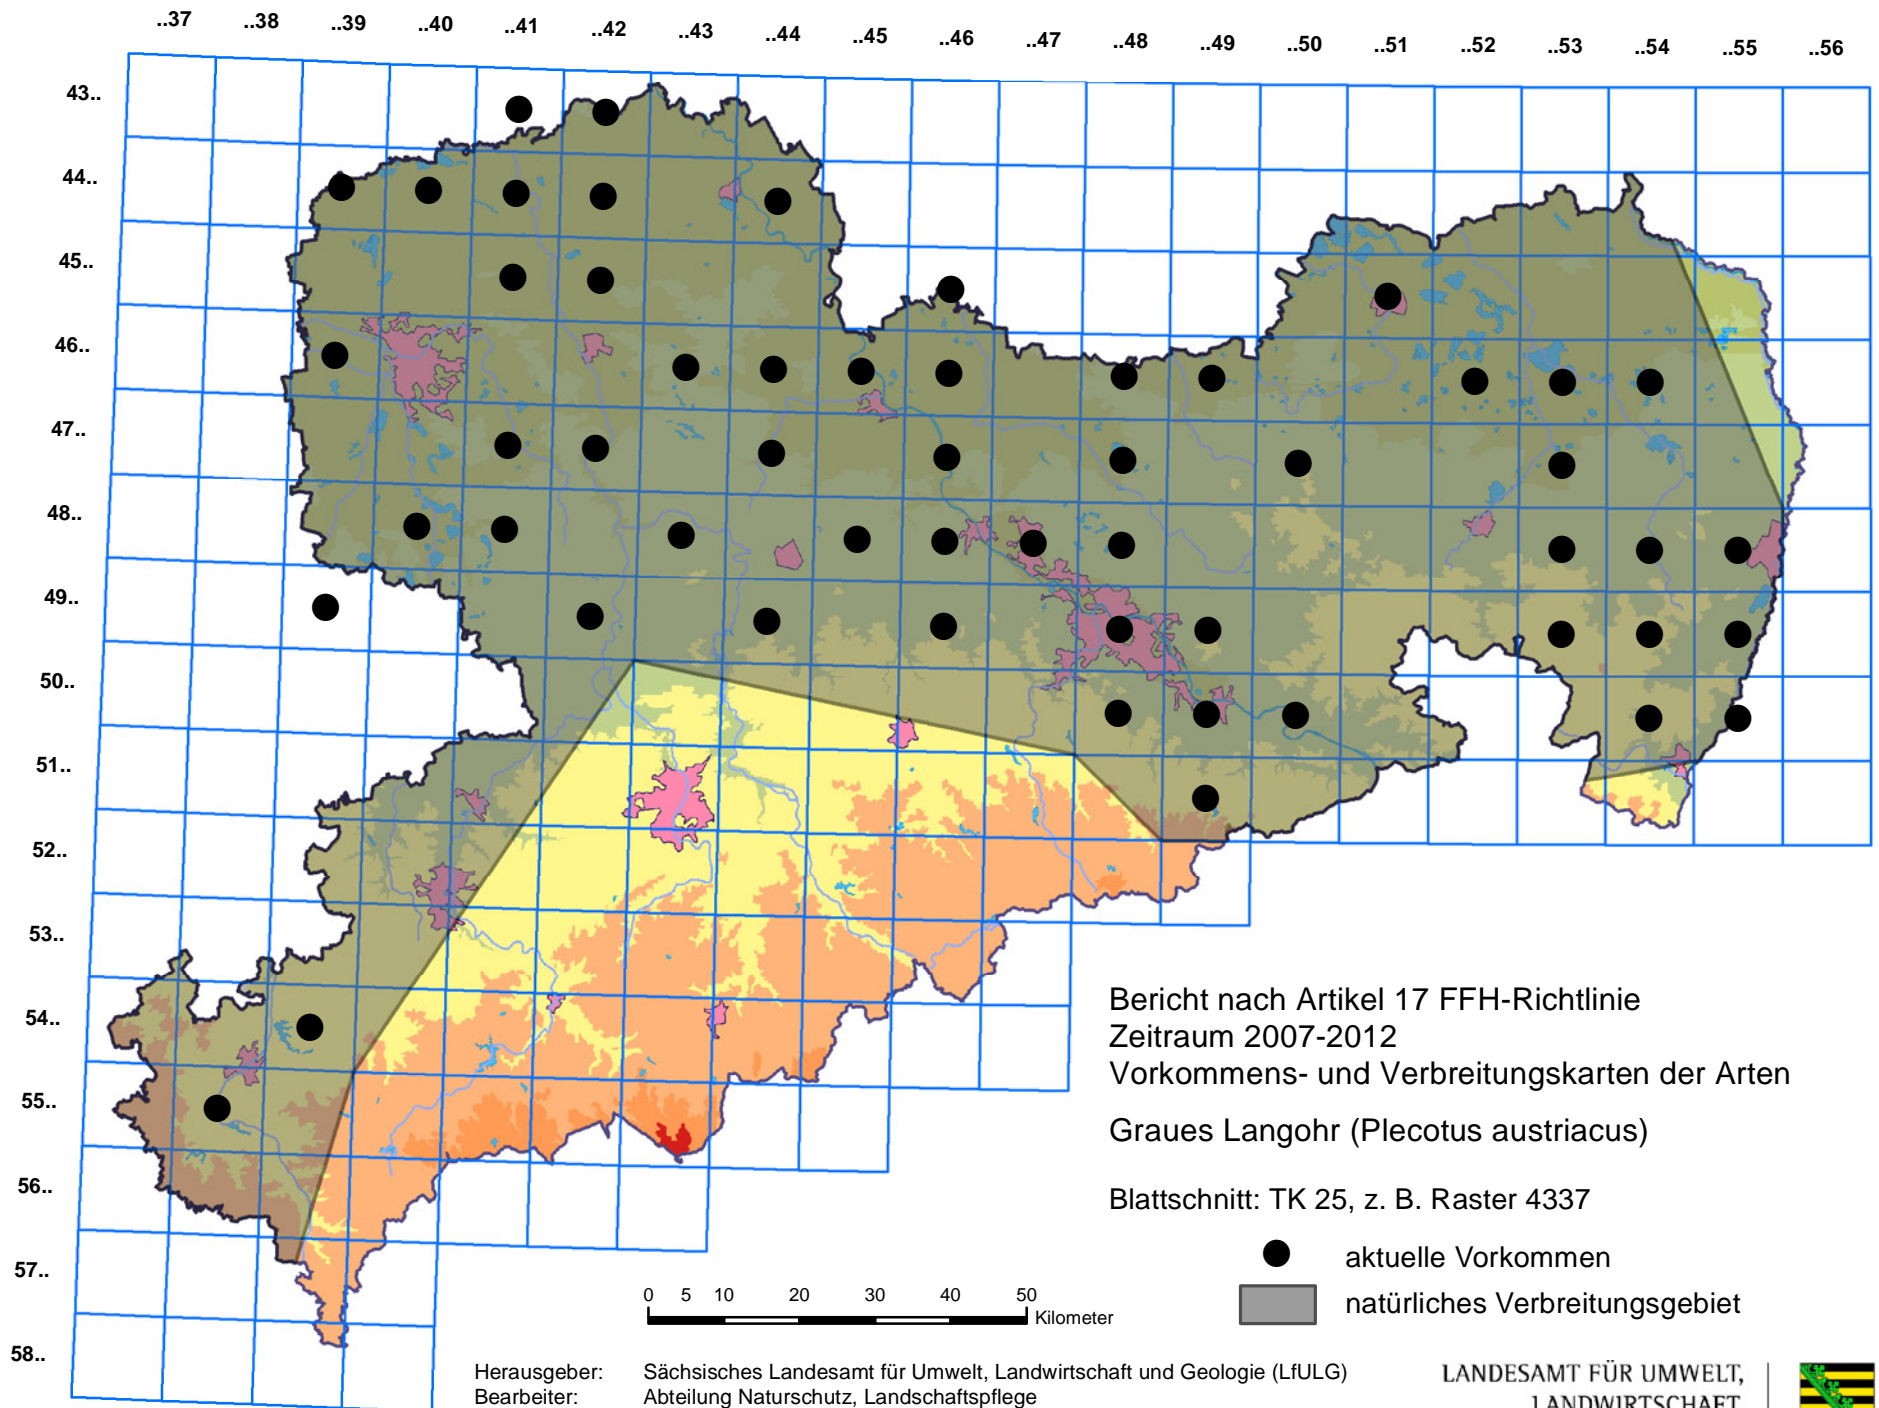 ..37 ..38 ..39 ..40 ..41 ..42 ..43 ..44 ..45 ..46 ..47 ..48 ..49 ..50 ..51 ..52 ..53 ..54 ..55 ..56
43..
44..
45..
46..
47..
48..
49..
50..
51..
52..
53..
54..
55..
56..
57..
58..
Bericht nach Artikel 17 FFH-Richtlinie
Zeitraum 2007-2012
Vorkommens- und Verbreitungskarten der Arten
Graues Langohr (Plecotus austriacus)
Blattschnitt: TK 25, z. B. Raster 4337
aktuelle Vorkommen
natürliches Verbreitungsgebiet
0 5 10 20 30 40 50
Kilometer
Herausgeber: Sächsisches Landesamt für Umwelt, Landwirtschaft und Geologie (LfULG)
Bearbeiter: Abteilung Naturschutz, Landschaftspflege
LANDESAMT FÜR UMWELT,
LANDWIRTSCHAFT